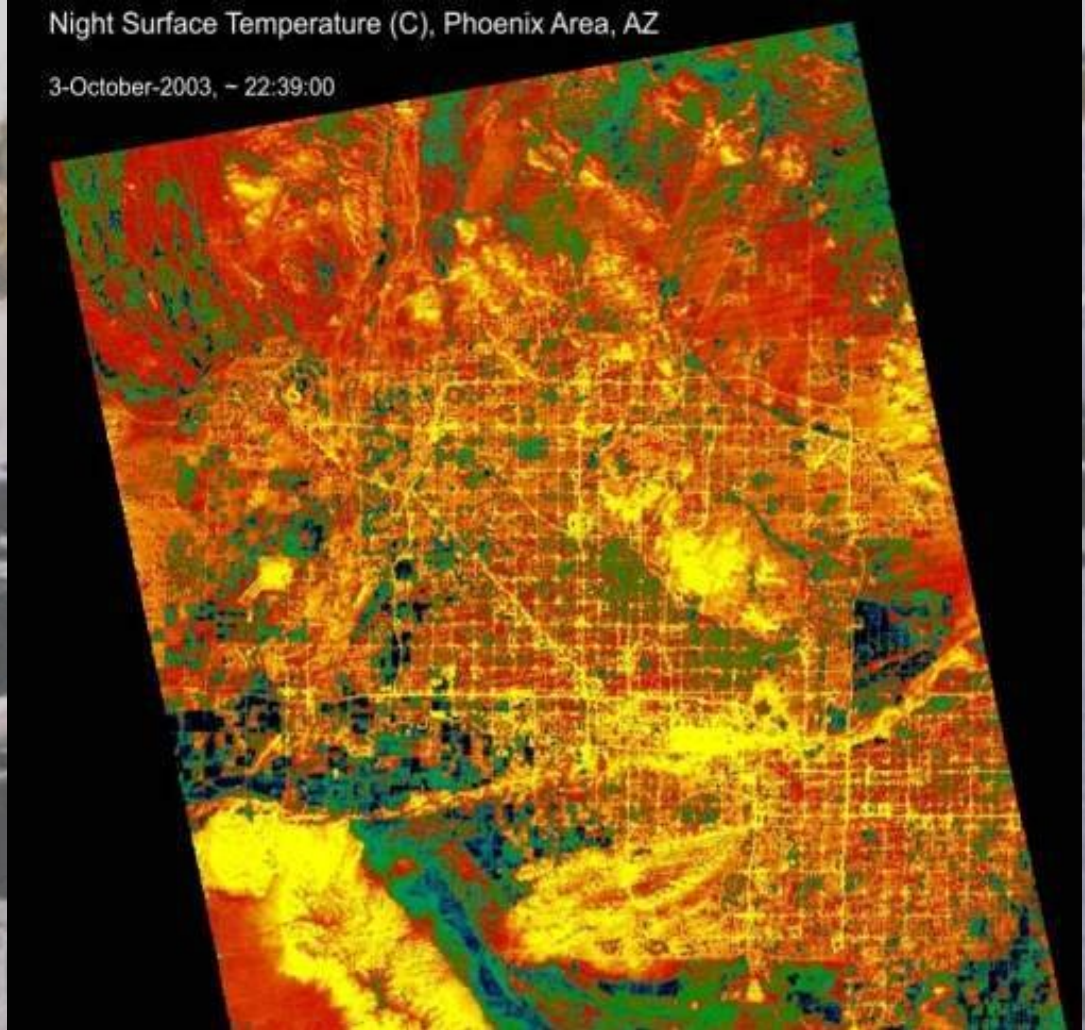 Night Surface Temperature (C), Phoenix Area, AZ
3-October-2003, ~ 22:39:00